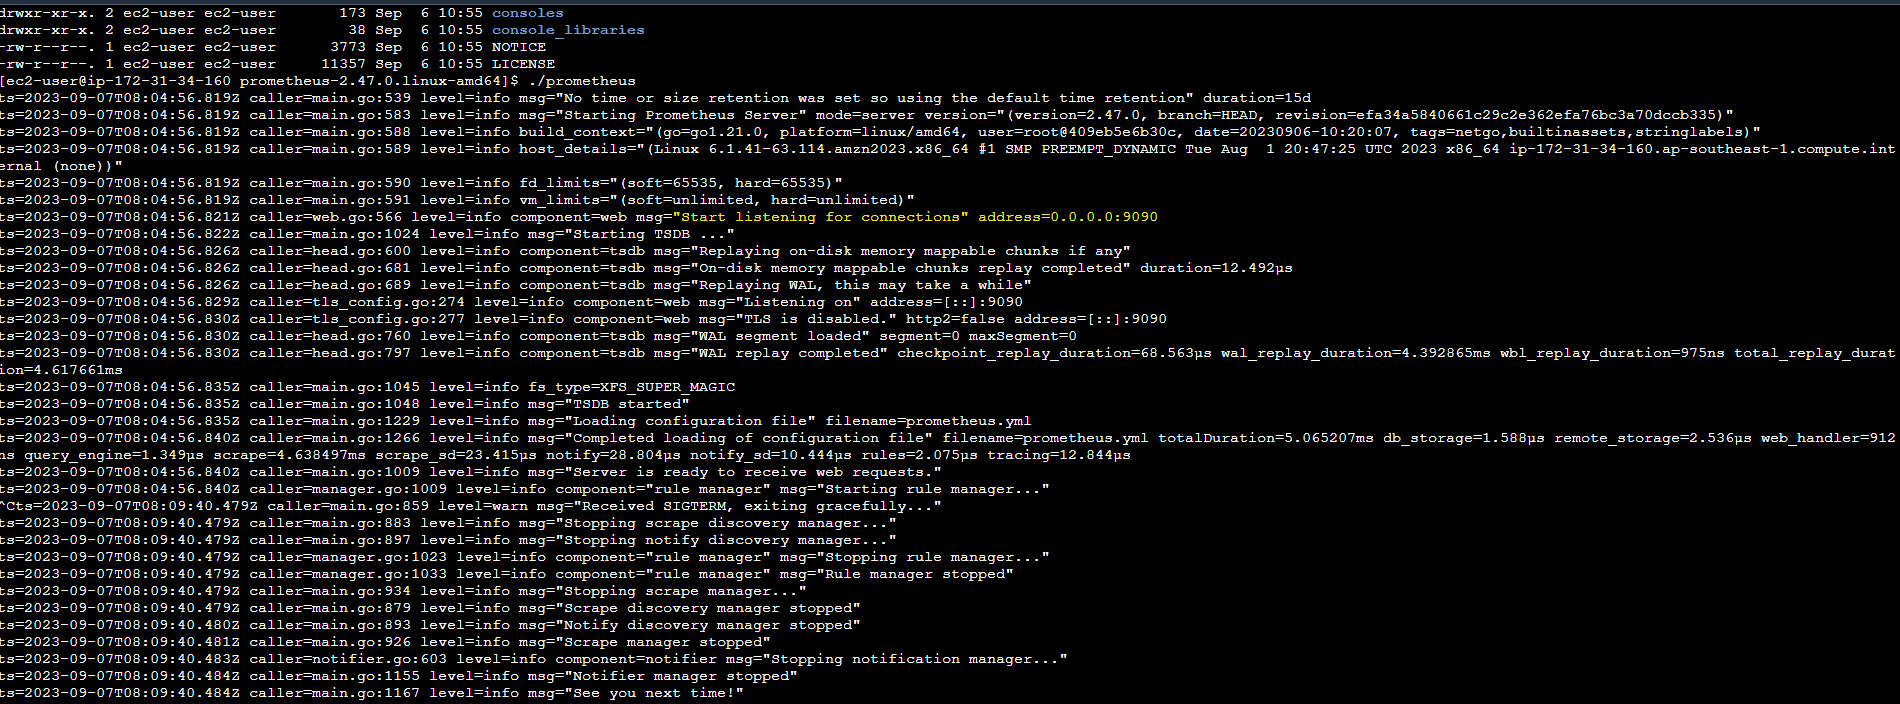 drwxr-xr-x. 2 ec2-user ec2-user       173 Sep  6 10:55 consoles
drwxr-xr-x. 2 ec2-user ec2-user        38 Sep  6 10:55 console_libraries
-rw-r--r--. 1 ec2-user ec2-user      3773 Sep  6 10:55 NOTICE
-rw-r--r--. 1 ec2-user ec2-user     11357 Sep  6 10:55 LICENSE
[ec2-user@ip-172-31-34-160 prometheus-2.47.0.linux-amd64]$ ./prometheus
ts=2023-09-07T08:04:56.819Z caller=main.go:539 level=info msg="No time or size retention was set so using the default time retention" duration=15d
ts=2023-09-07T08:04:56.819Z caller=main.go:583 level=info msg="Starting Prometheus Server" mode=server version="(version=2.47.0, branch=HEAD, revision=efa34a5840661c29c2e362efa76bc3a70dccb335)"
ts=2023-09-07T08:04:56.819Z caller=main.go:588 level=info build_context="(go=go1.21.0, platform=linux/amd64, user=root@409eb5e6b30c, date=20230906-10:20:07, tags=netgo,builtinassets,stringlabels)"
ts=2023-09-07T08:04:56.819Z caller=main.go:589 level=info host_details="(Linux 6.1.41-63.114.amzn2023.x86_64 #1 SMP PREEMPT_DYNAMIC Tue Aug  1 20:47:25 UTC 2023 x86_64 ip-172-31-34-160.ap-southeast-1.compute.int
ernal (none))"
ts=2023-09-07T08:04:56.819Z caller=main.go:590 level=info fd_limits="(soft=65535, hard=65535)"
ts=2023-09-07T08:04:56.819Z caller=main.go:591 level=info vm_limits="(soft=unlimited, hard=unlimited)"
ts=2023-09-07T08:04:56.821Z caller=web.go:566 level=info component=web msg="Start listening for connections" address=0.0.0.0:9090
ts=2023-09-07T08:04:56.822Z caller=main.go:1024 level=info msg="Starting TSDB ..."
ts=2023-09-07T08:04:56.826Z caller=head.go:600 level=info component=tsdb msg="Replaying on-disk memory mappable chunks if any"
ts=2023-09-07T08:04:56.826Z caller=head.go:681 level=info component=tsdb msg="On-disk memory mappable chunks replay completed" duration=12.492µs
ts=2023-09-07T08:04:56.826Z caller=head.go:689 level=info component=tsdb msg="Replaying WAL, this may take a while"
ts=2023-09-07T08:04:56.829Z caller=tls_config.go:274 level=info component=web msg="Listening on" address=[::]:9090
ts=2023-09-07T08:04:56.830Z caller=tls_config.go:277 level=info component=web msg="TLS is disabled." http2=false address=[::]:9090
ts=2023-09-07T08:04:56.830Z caller=head.go:760 level=info component=tsdb msg="WAL segment loaded" segment=0 maxSegment=0
ts=2023-09-07T08:04:56.830Z caller=head.go:797 level=info component=tsdb msg="WAL replay completed" checkpoint_replay_duration=68.563µs wal_replay_duration=4.392865ms wbl_replay_duration=975ns total_replay_durat
ion=4.617661ms
ts=2023-09-07T08:04:56.835Z caller=main.go:1045 level=info fs_type=XFS_SUPER_MAGIC
ts=2023-09-07T08:04:56.835Z caller=main.go:1048 level=info msg="TSDB started"
ts=2023-09-07T08:04:56.835Z caller=main.go:1229 level=info msg="Loading configuration file" filename=prometheus.yml
ts=2023-09-07T08:04:56.840Z caller=main.go:1266 level=info msg="Completed loading of configuration file" filename=prometheus.yml totalDuration=5.065207ms db_storage=1.588µs remote_storage=2.536µs web_handler=912
ns query_engine=1.349µs scrape=4.638497ms scrape_sd=23.415µs notify=28.804µs notify_sd=10.444µs rules=2.075µs tracing=12.844µs
ts=2023-09-07T08:04:56.840Z caller=main.go:1009 level=info msg="Server is ready to receive web requests."
ts=2023-09-07T08:04:56.840Z caller=manager.go:1009 level=info component="rule manager" msg="Starting rule manager..."
^Cts=2023-09-07T08:09:40.479Z caller=main.go:859 level=warn msg="Received SIGTERM, exiting gracefully..."
ts=2023-09-07T08:09:40.479Z caller=main.go:883 level=info msg="Stopping scrape discovery manager..."
ts=2023-09-07T08:09:40.479Z caller=main.go:897 level=info msg="Stopping notify discovery manager..."
ts=2023-09-07T08:09:40.479Z caller=manager.go:1023 level=info component="rule manager" msg="Stopping rule manager..."
ts=2023-09-07T08:09:40.479Z caller=manager.go:1033 level=info component="rule manager" msg="Rule manager stopped"
ts=2023-09-07T08:09:40.479Z caller=main.go:934 level=info msg="Stopping scrape manager..."
ts=2023-09-07T08:09:40.479Z caller=main.go:879 level=info msg="Scrape discovery manager stopped"
ts=2023-09-07T08:09:40.480Z caller=main.go:893 level=info msg="Notify discovery manager stopped"
ts=2023-09-07T08:09:40.481Z caller=main.go:926 level=info msg="Scrape manager stopped"
ts=2023-09-07T08:09:40.483Z caller=notifier.go:603 level=info component=notifier msg="Stopping notification manager..."
ts=2023-09-07T08:09:40.484Z caller=main.go:1155 level=info msg="Notifier manager stopped"
ts=2023-09-07T08:09:40.484Z caller=main.go:1167 level=info msg="See you next time!"